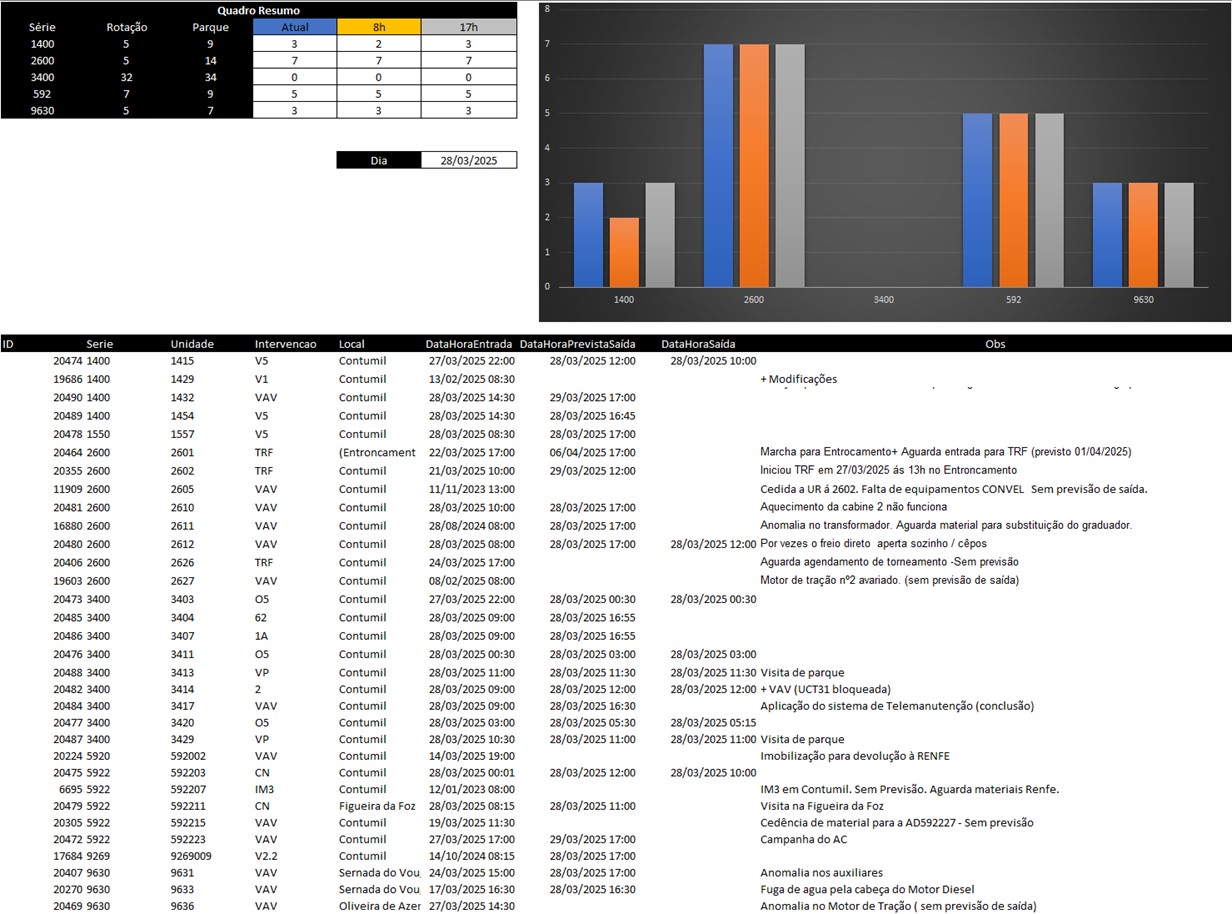 Quadro Resumo
Série Rotação Parque Atual 8h 17h
1400 5 9 3 2 3
2600 5 14 7 7 7
3400 32 34 0 0 0
592 7 9 5 5 5
9630 5 7 3 3 3
Dia 28/03/2025
8
7
6
5
4
3
2
1
0
1400 2600 3400 592 9630
ID Serie Unidade Intervencao Local DataHoraEntrada DataHoraPrevistaSaída DataHoraSaída Obs
20474 1400 1415 V5 Contumil 27/03/2025 22:00 28/03/2025 12:00 28/03/2025 10:00
19686 1400 1429 V1 Contumil 13/02/2025 08:30 + Modificações
20490 1400 1432 VAV Contumil 28/03/2025 14:30 29/03/2025 17:00
20489 1400 1454 V5 Contumil 28/03/2025 14:30 28/03/2025 16:45
20478 1550 1557 V5 Contumil 28/03/2025 08:30 28/03/2025 17:00
20464 2600 2601 TRF (Entroncament 22/03/2025 17:00 06/04/2025 17:00 Marcha para Entrocamento+ Aguarda entrada para TRF (previsto 01/04/2025)
20355 2600 2602 TRF Contumil 21/03/2025 10:00 29/03/2025 12:00 Iniciou TRF em 27/03/2025 ás 13h no Entroncamento
11909 2600 2605 VAV Contumil 11/11/2023 13:00 Cedida a UR á 2602. Falta de equipamentos CONVEL Sem previsão de saída.
20481 2600 2610 VAV Contumil 28/03/2025 10:00 28/03/2025 17:00 Aquecimento da cabine 2 não funciona
16880 2600 2611 VAV Contumil 28/08/2024 08:00 28/03/2025 17:00 Anomalia no transformador. Aguarda material para substituição do graduador.
20480 2600 2612 VAV Contumil 28/03/2025 08:00 28/03/2025 17:00 28/03/2025 12:00 Por vezes o freio direto aperta sozinho / cêpos
20406 2600 2626 TRF Contumil 24/03/2025 17:00 Aguarda agendamento de torneamento -Sem previsão
19603 2600 2627 VAV Contumil 08/02/2025 08:00 Motor de tração nº2 avariado. (sem previsão de saída)
20473 3400 3403 O5 Contumil 27/03/2025 22:00 28/03/2025 00:30 28/03/2025 00:30
20485 3400 3404 62 Contumil 28/03/2025 09:00 28/03/2025 16:55
20486 3400 3407 1A Contumil 28/03/2025 09:00 28/03/2025 16:55
20476 3400 3411 O5 Contumil 28/03/2025 00:30 28/03/2025 03:00 28/03/2025 03:00
20488 3400 3413 VP Contumil 28/03/2025 11:00 28/03/2025 11:30 28/03/2025 11:30 Visita de parque
20482 3400 3414 2 Contumil 28/03/2025 09:00 28/03/2025 12:00 28/03/2025 12:00 + VAV (UCT31 bloqueada)
20484 3400 3417 VAV Contumil 28/03/2025 09:00 28/03/2025 16:30 Aplicação do sistema de Telemanutenção (conclusão)
20477 3400 3420 O5 Contumil 28/03/2025 03:00 28/03/2025 05:30 28/03/2025 05:15
20487 3400 3429 VP Contumil 28/03/2025 10:30 28/03/2025 11:00 28/03/2025 11:00 Visita de parque
20224 5920 592002 VAV Contumil 14/03/2025 19:00 Imobilização para devolução à RENFE
20475 5922 592203 CN Contumil 28/03/2025 00:01 28/03/2025 12:00 28/03/2025 10:00
6695 5922 592207 IM3 Contumil 12/01/2023 08:00 IM3 em Contumil. Sem Previsão. Aguarda materiais Renfe.
20479 5922 592211 CN Figueira da Foz 28/03/2025 08:15 28/03/2025 11:00 Visita na Figueira da Foz
20305 5922 592215 VAV Contumil 19/03/2025 11:30 Cedência de material para a AD592227 - Sem previsão
20472 5922 592223 VAV Contumil 27/03/2025 17:00 29/03/2025 17:00 Campanha do AC
17684 9269 9269009 V2.2 Contumil 14/10/2024 08:15 28/03/2025 17:00
20407 9630 9631 VAV Sernada do Vou 24/03/2025 15:00 28/03/2025 17:00 Anomalia nos auxiliares
20270 9630 9633 VAV Sernada do Vou 17/03/2025 16:30 28/03/2025 16:30 Fuga de agua pela cabeça do Motor Diesel
20469 9630 9636 VAV Oliveira de Azer 27/03/2025 14:30 Anomalia no Motor de Tração ( sem previsão de saída)